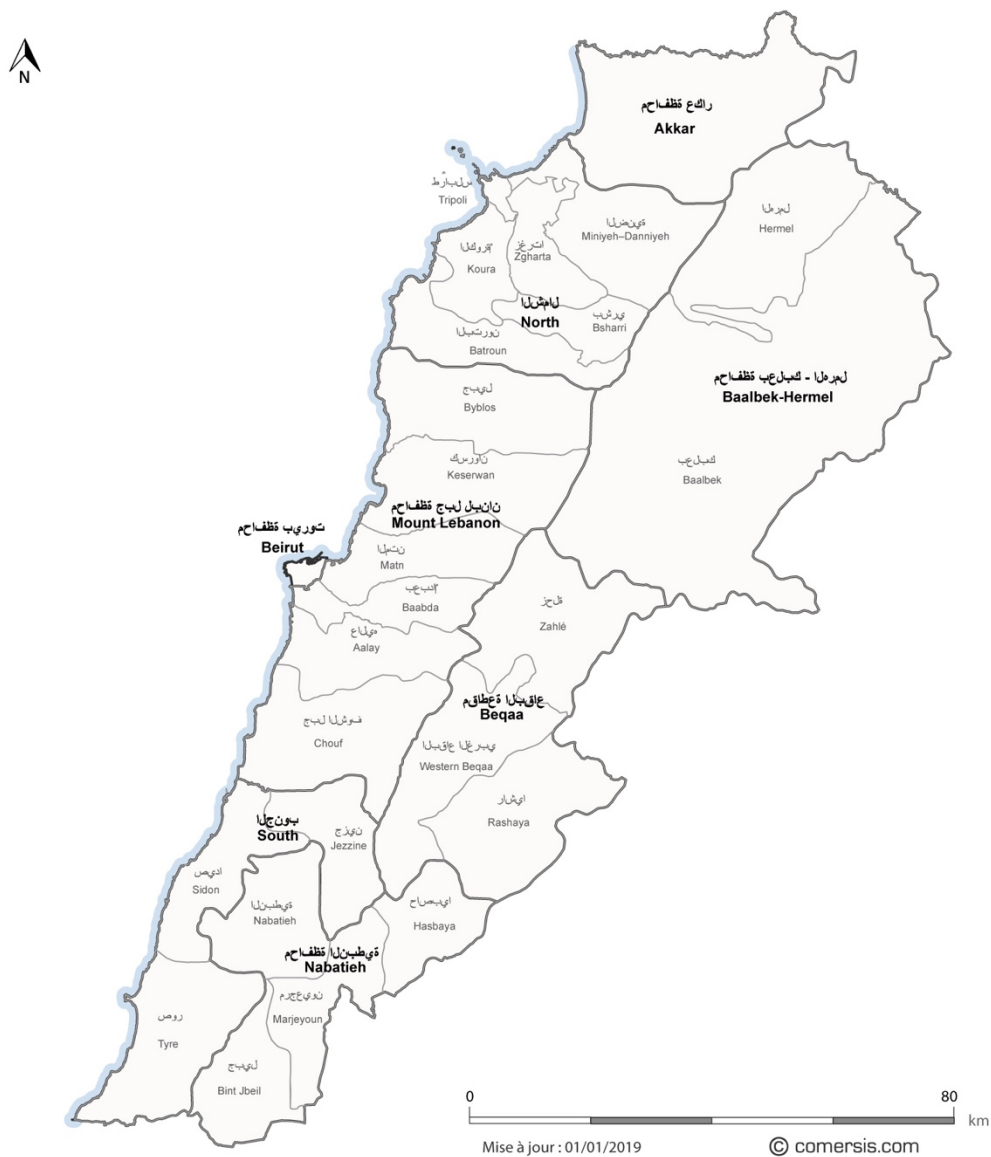 N
محافظة عكار
Akkar
طرّابلس
Tripoli
الضنية
Miniyeh–Danniyeh
الهرمل
Hermel
الكورة
Koura
زغرتا
Zgharta
الشمال
North
بشري
Bsharri
البترون
Batroun
محافظة بعلبك - الهرمل
Baalbek-Hermel
جبيل
Byblos
كسروان
Keserwan
بعلبك
Baalbek
محافظة جبل لبنان
Mount Lebanon
محافظة بيروت
Beirut
المتن
Matn
بعبدا
Baabda
زحلة
Zahlé
عاليه
Aalay
مقاطعة البقاع
Beqaa
جبل الشوف
Chouf
البقاع الغربي
Western Beqaa
راشيا
Rashaya
الجنوب
South
جزين
Jezzine
صيدا
Sidon
النبطية
Nabatieh
حاصبيا
Hasbaya
محافظة النبطية
Nabatieh
مرجعيون
Marjeyoun
صور
Tyre
جبيل
Bint Jbeil
0 80
km
Mise à jour : 01/01/2019
© comersis.com